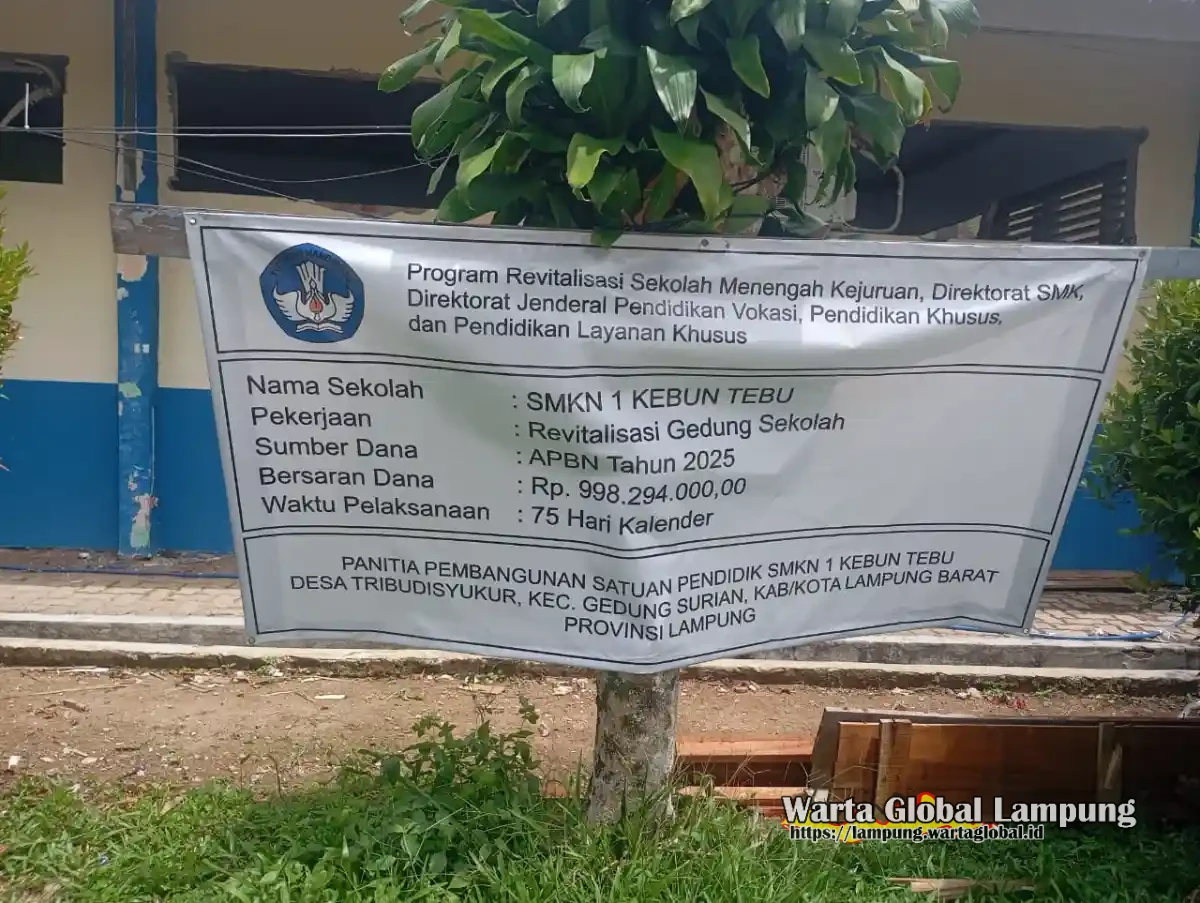 Program Revitalisasi Sekolah Menengah Kejuruan, Direktorat SMK,
Direktorat Jenderal Pendidikan Vokasi, Pendidikan Khusus,
dan Pendidikan Layanan Khusus
Nama Sekolah : SMKN 1 KEBUN TEBU
Pekerjaan : Revitalisasi Gedung Sekolah
Sumber Dana : APBN Tahun 2025
Bersaran Dana : Rp. 998.294.000,00
Waktu Pelaksanaan : 75 Hari Kalender
PANITIA PEMBANGUNAN SATUAN PENDIDIK SMKN 1 KEBUN TEBU
DESA TRIBUDISYUKUR, KEC. GEDUNG SURIAN, KAB/KOTA LAMPUNG BARAT
PROVINSI LAMPUNG
Warta Global Lampung
https://lampung.wartaglobal.id